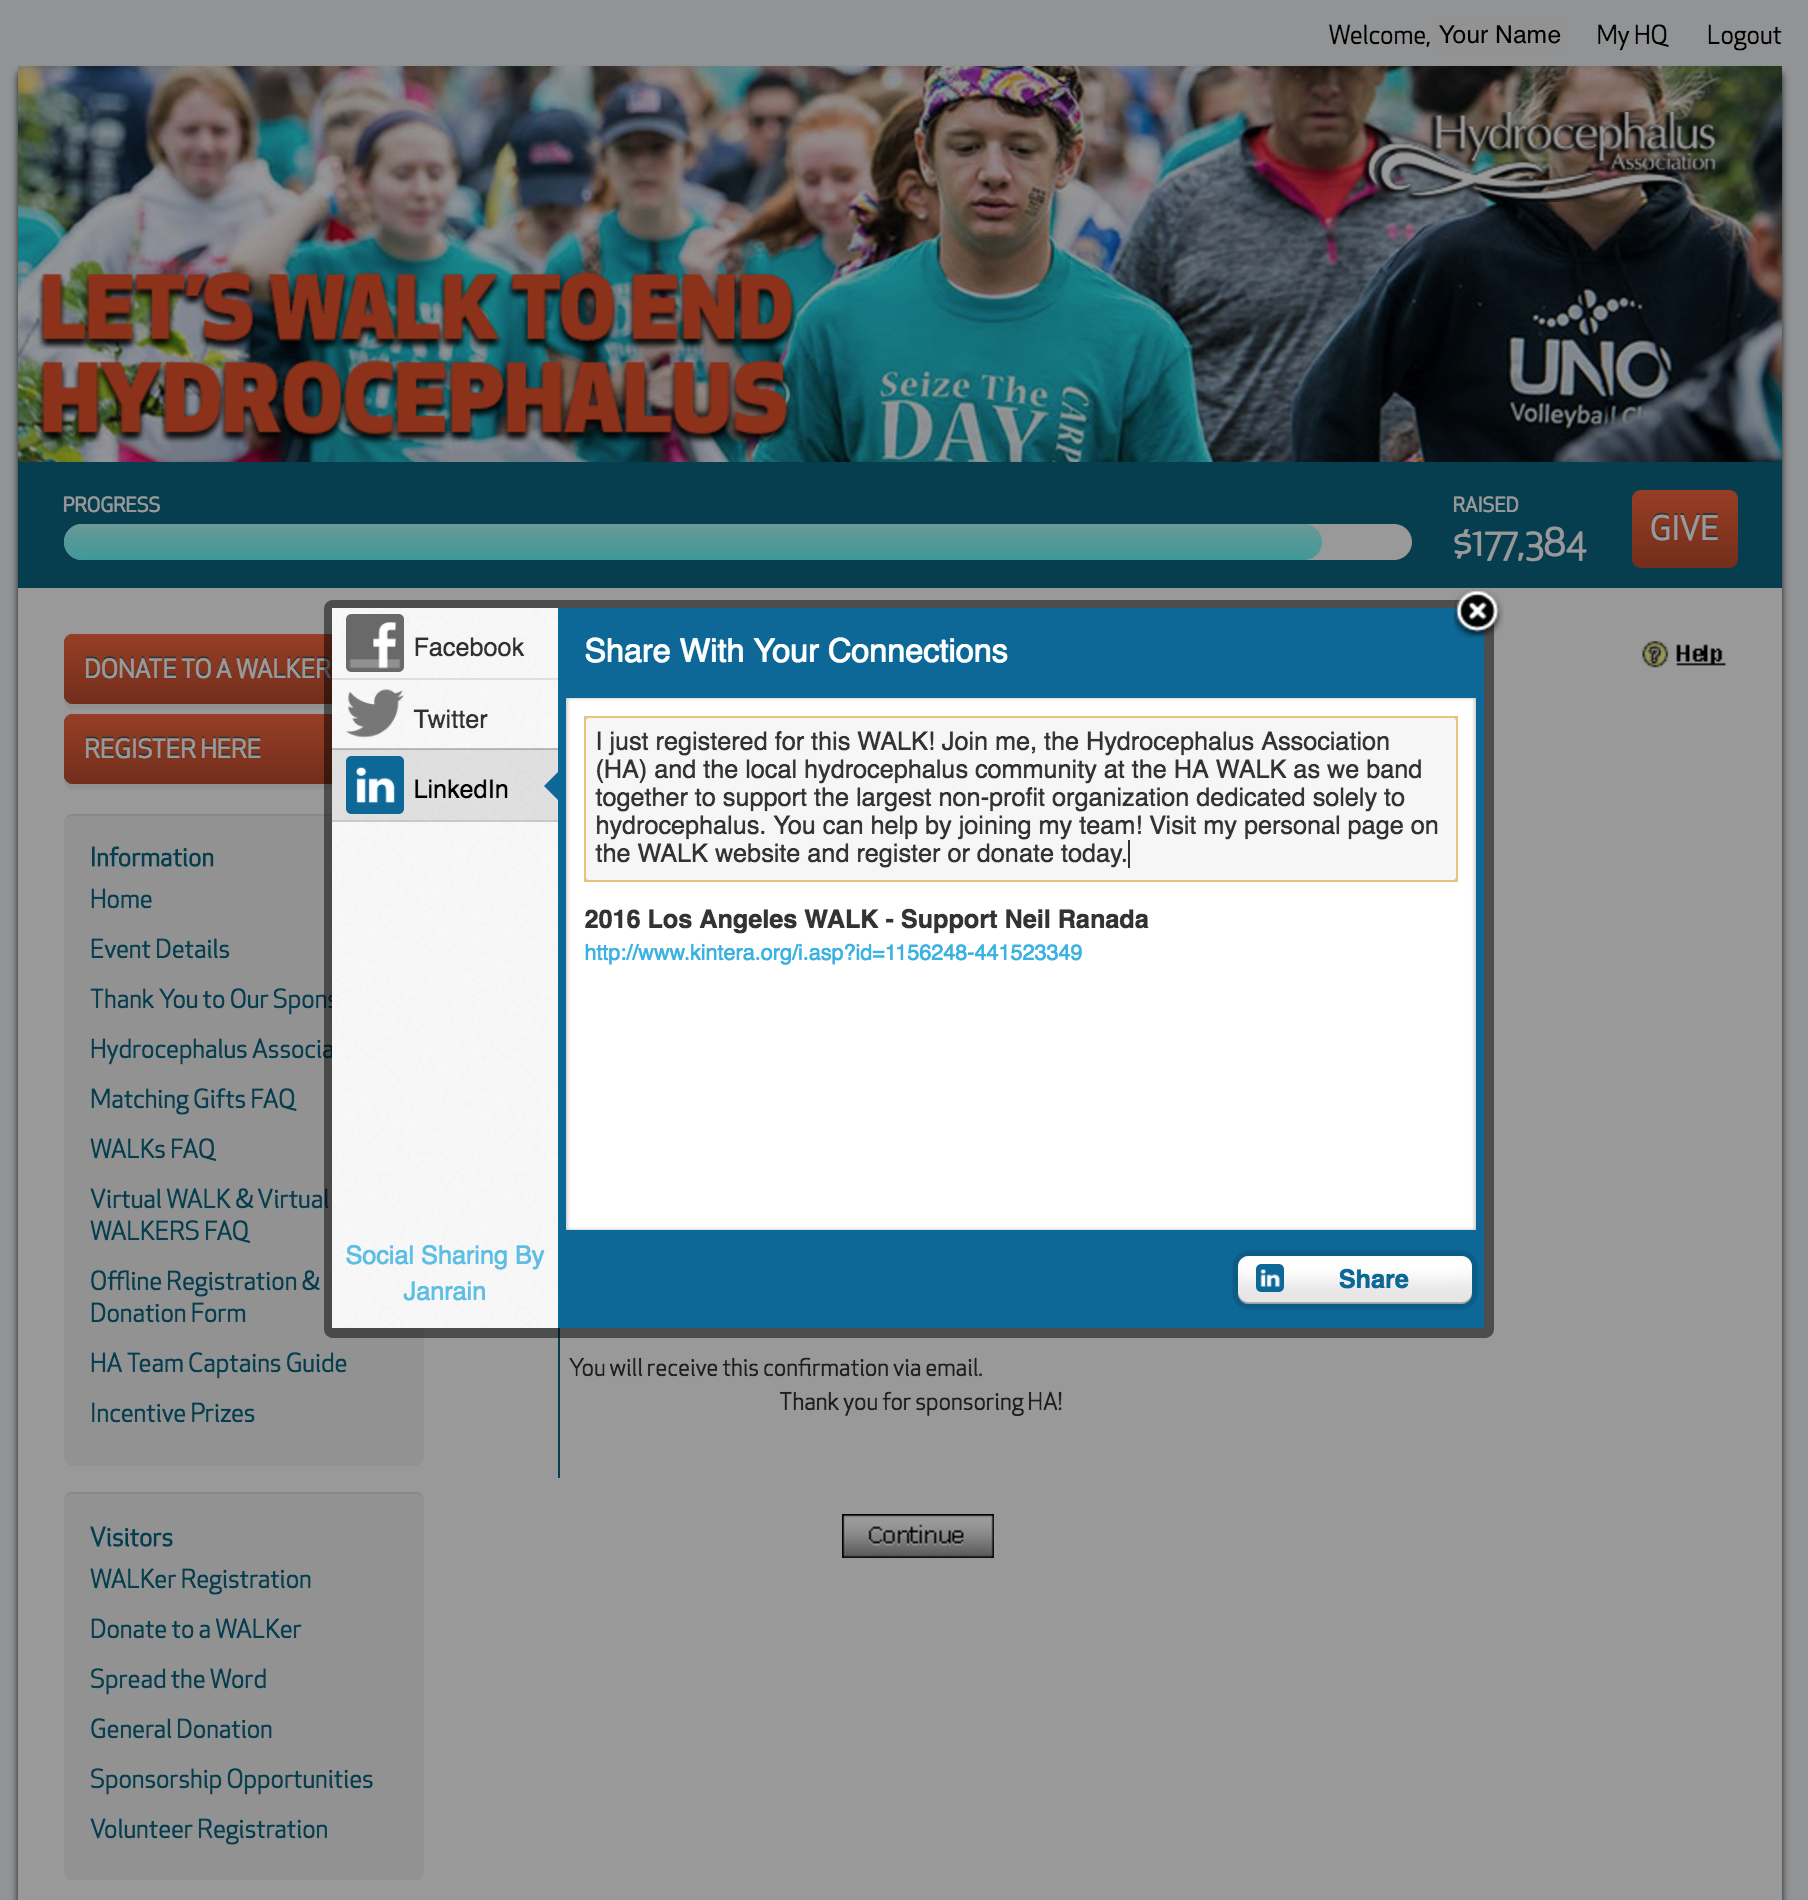 Welcome, Your Name My HQ Logout
Hydrocephalus
Association
LET'S WALK TO END
HYDROCEPHALUS
Seize The
DAY
CARP
UNO
Volleyball
PROGRESS
RAISED
$177,384
GIVE
DONATE TO A WALKER
REGISTER HERE
Information
Home
Event Details
Thank You to Our Spons
Hydrocephalus Associa
Matching Gifts FAQ
WALKs FAQ
Virtual WALK & Virtual
WALKERS FAQ
Offline Registration &
Donation Form
HA Team Captains Guide
Incentive Prizes
Visitors
WALKer Registration
Donate to a WALKer
Spread the Word
General Donation
Sponsorship Opportunities
Volunteer Registration
Facebook
Twitter
in LinkedIn
Social Sharing By
Janrain
Share With Your Connections
I just registered for this WALK! Join me, the Hydrocephalus Association
(HA) and the local hydrocephalus community at the HA WALK as we band
together to support the largest non-profit organization dedicated solely to
hydrocephalus. You can help by joining my team! Visit my personal page on
the WALK website and register or donate today.
2016 Los Angeles WALK - Support Neil Ranada
http://www.kintera.org/i.asp?id=1156248-441523349
in Share
? Help
You will receive this confirmation via email.
Thank you for sponsoring HA!
Continue